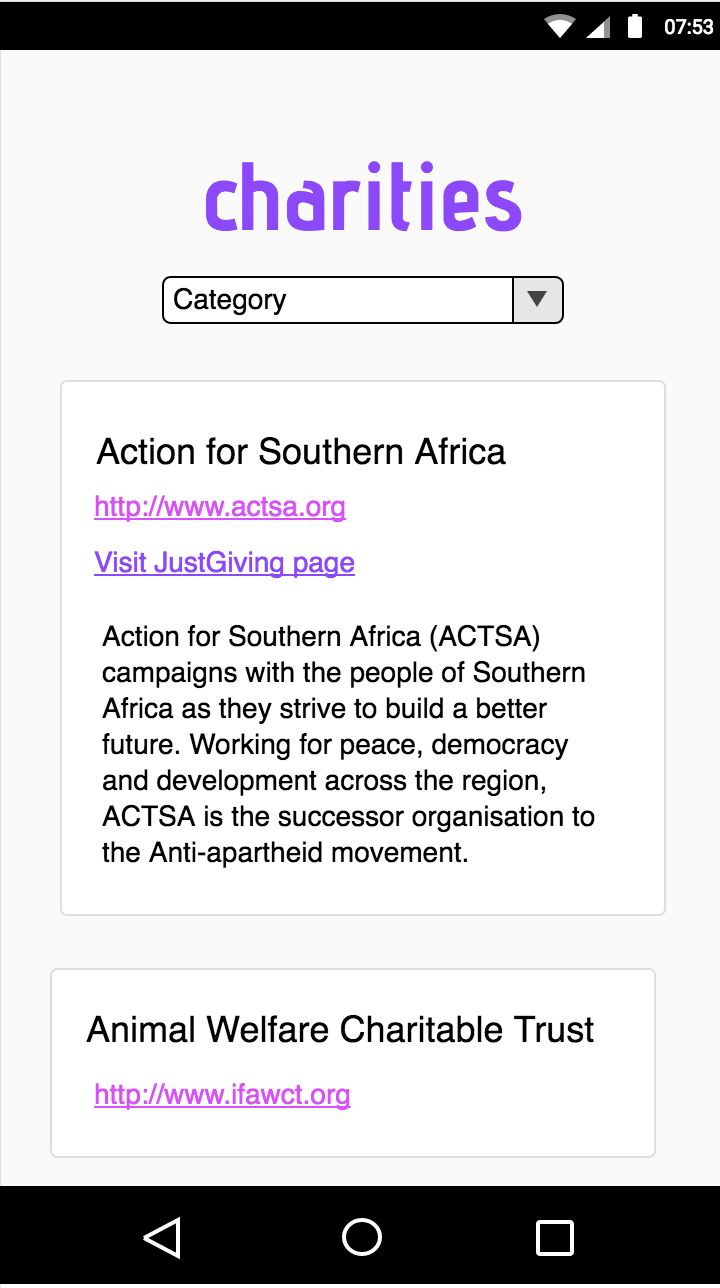 07:53
charities
Category
Action for Southern Africa
http://www.actsa.org
Visit JustGiving page
Action for Southern Africa (ACTSA)
campaigns with the people of Southern
Africa as they strive to build a better
future. Working for peace, democracy
and development across the region,
ACTSA is the successor organisation to
the Anti-apartheid movement.
Animal Welfare Charitable Trust
http://www.ifawct.org